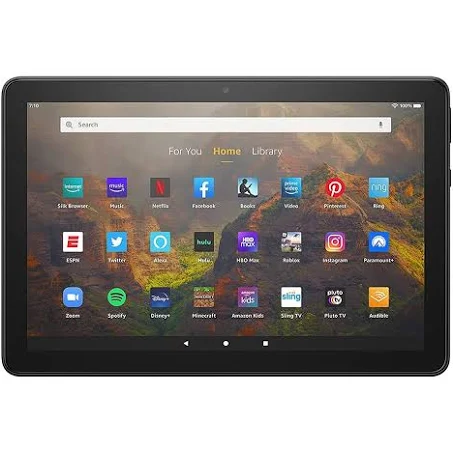 7:10 100%
Search
For You Home Library
Silk Browser Music Netflix Facebook Books Video Pinterest Ring
ESPN Twitter Alexa Hulu HBO Max Roblox Instagram Paramount+
Zoom Spotify Disney+ Minecraft Amazon Kids Sling TV Pluto TV Audible